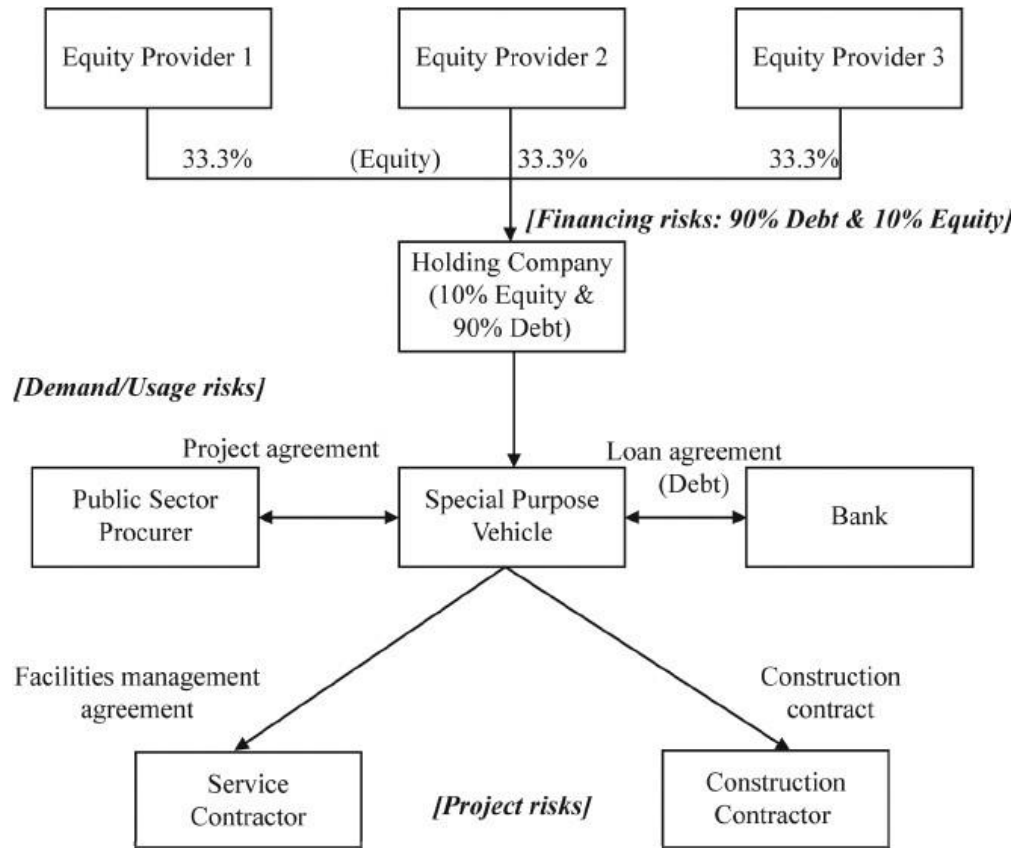 Equity Provider 1
Equity Provider 2
Equity Provider 3
33.3%
(Equity)
33.3%
33.3%
[Financing risks: 90% Debt & 10% Equity]
Holding Company
(10% Equity &
90% Debt)
[Demand/Usage risks]
Project agreement
Loan agreement
(Debt)
Public Sector
Procurer
Special Purpose
Vehicle
Bank
Facilities management
agreement
Construction
contract
Service
Contractor
[Project risks]
Construction
Contractor